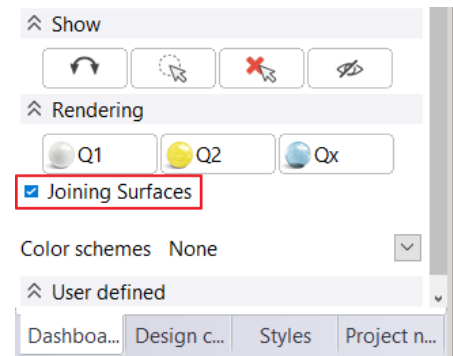 Show
Rendering
Q1 Q2 Qx
Joining Surfaces
Color schemes None
User defined
Dashboa... Design c... Styles Project n...